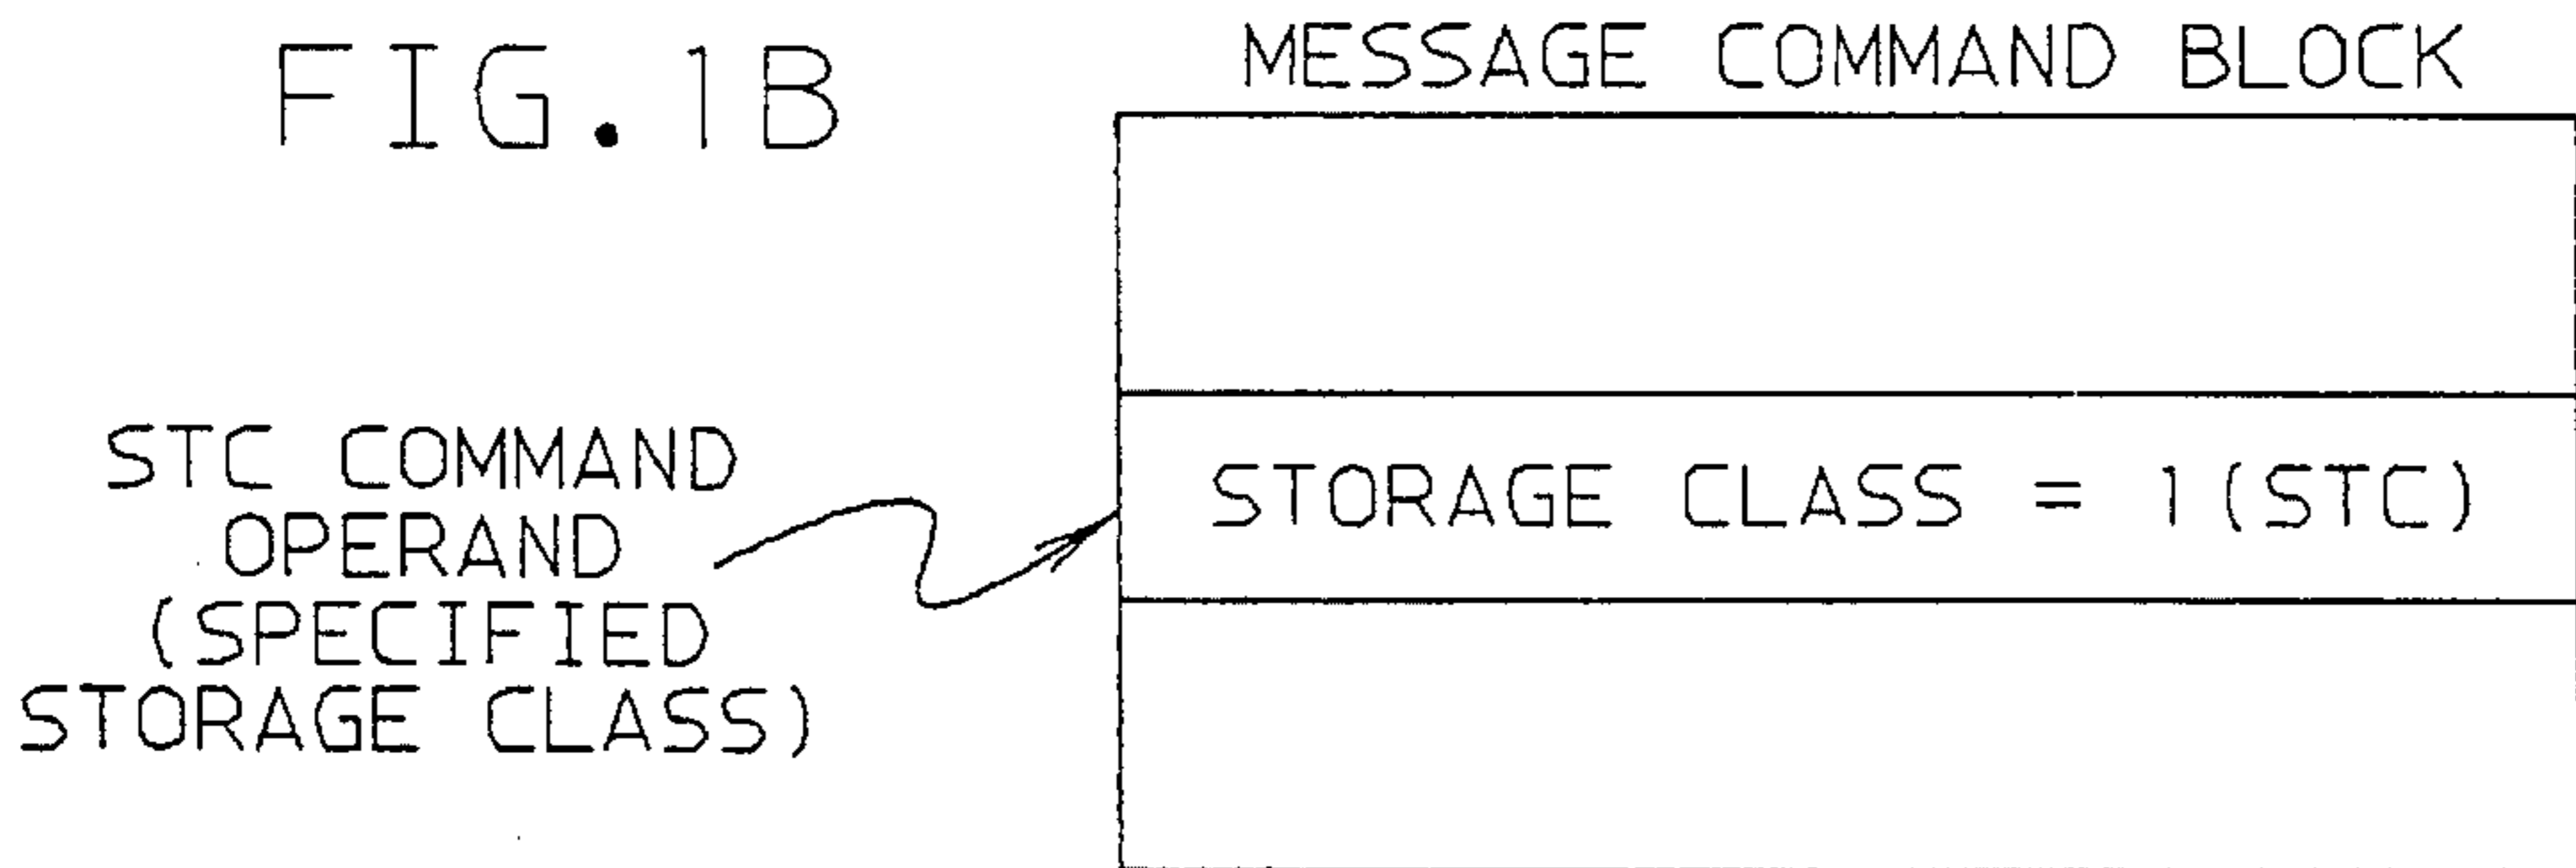 FIG.1B
MESSAGE COMMAND BLOCK
STC COMMAND
OPERAND
(SPECIFIED
STORAGE CLASS)
STORAGE CLASS = 1(STC)